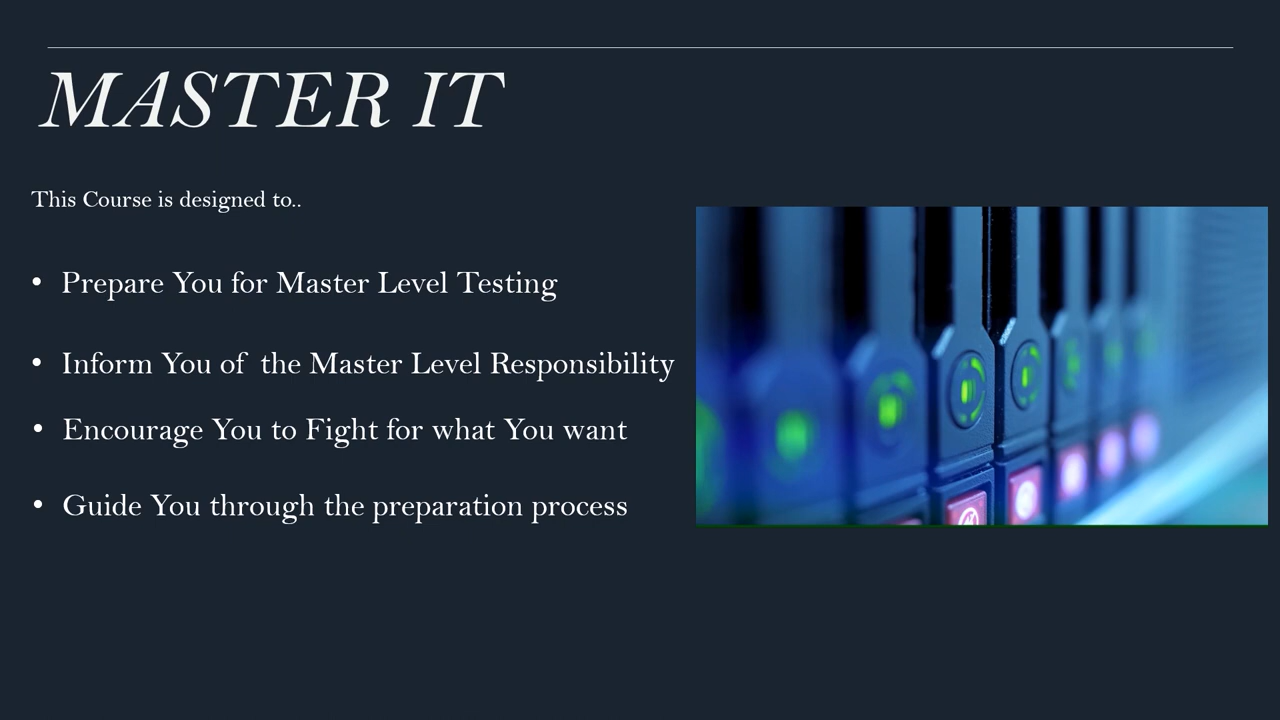 MASTER IT
This Course is designed to..
• Prepare You for Master Level Testing
• Inform You of  the Master Level Responsibility
• Encourage You to Fight for what You want
• Guide You through the preparation process